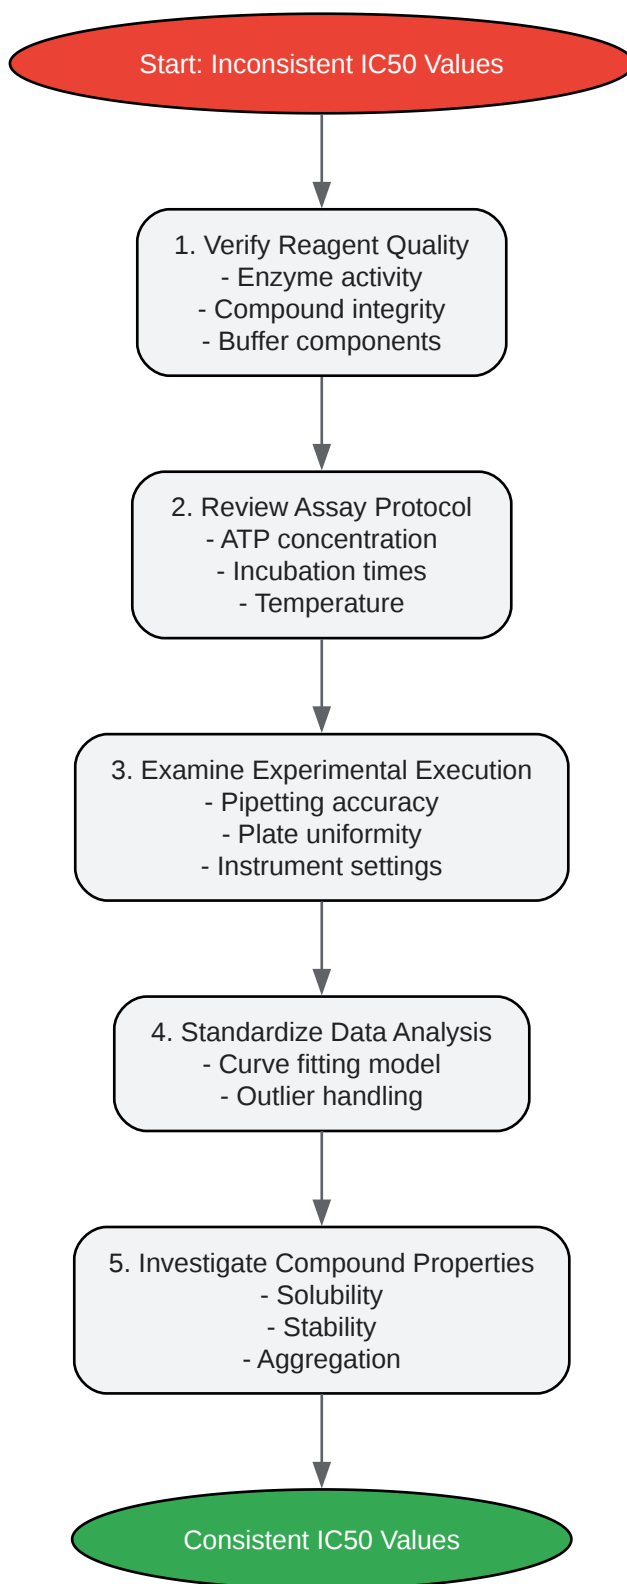 Start: Inconsistent IC50 Values
1. Verify Reagent Quality
- Enzyme activity
- Compound integrity
- Buffer components
2. Review Assay Protocol
- ATP concentration
- Incubation times
- Temperature
3. Examine Experimental Execution
- Pipetting accuracy
- Plate uniformity
- Instrument settings
4. Standardize Data Analysis
- Curve fitting model
- Outlier handling
5. Investigate Compound Properties
- Solubility
- Stability
- Aggregation
Consistent IC50 Values